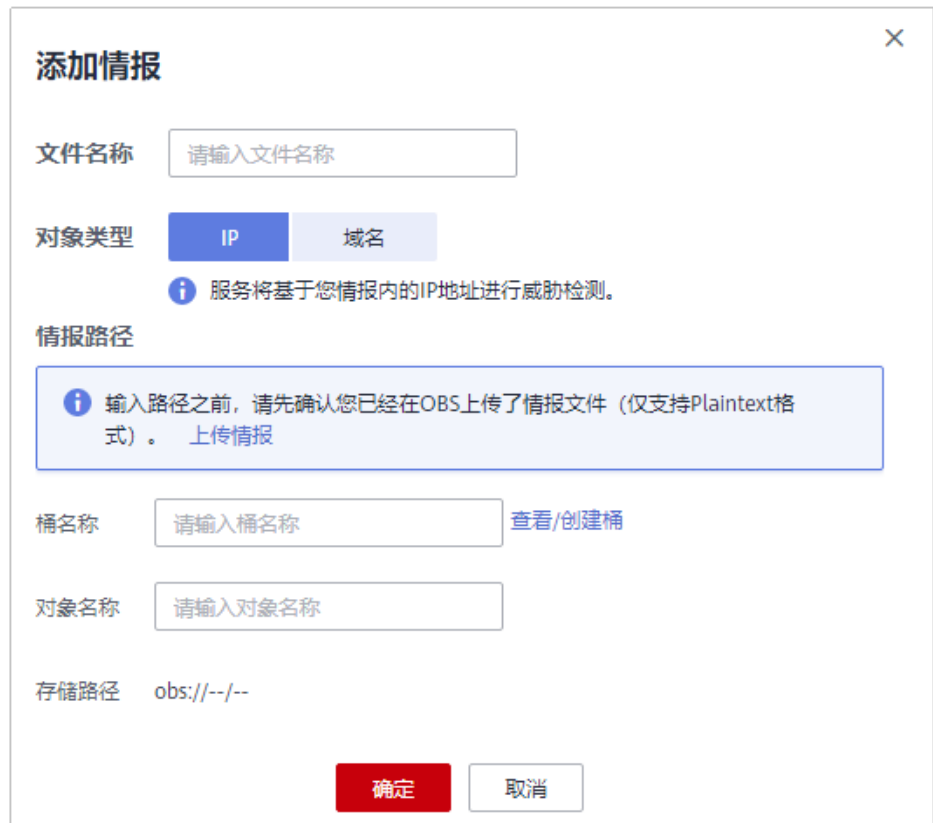 添加情报
文件名称 请输入文件名称
对象类型 IP 域名
服务将基于您情报内的IP地址进行威胁检测。
情报路径
输入路径之前，请先确认您已经在OBS上传了情报文件（仅支持Plaintext格
式）。 上传情报
桶名称 请输入桶名称 查看/创建桶
对象名称 请输入对象名称
存储路径 obs://--/--
确定 取消